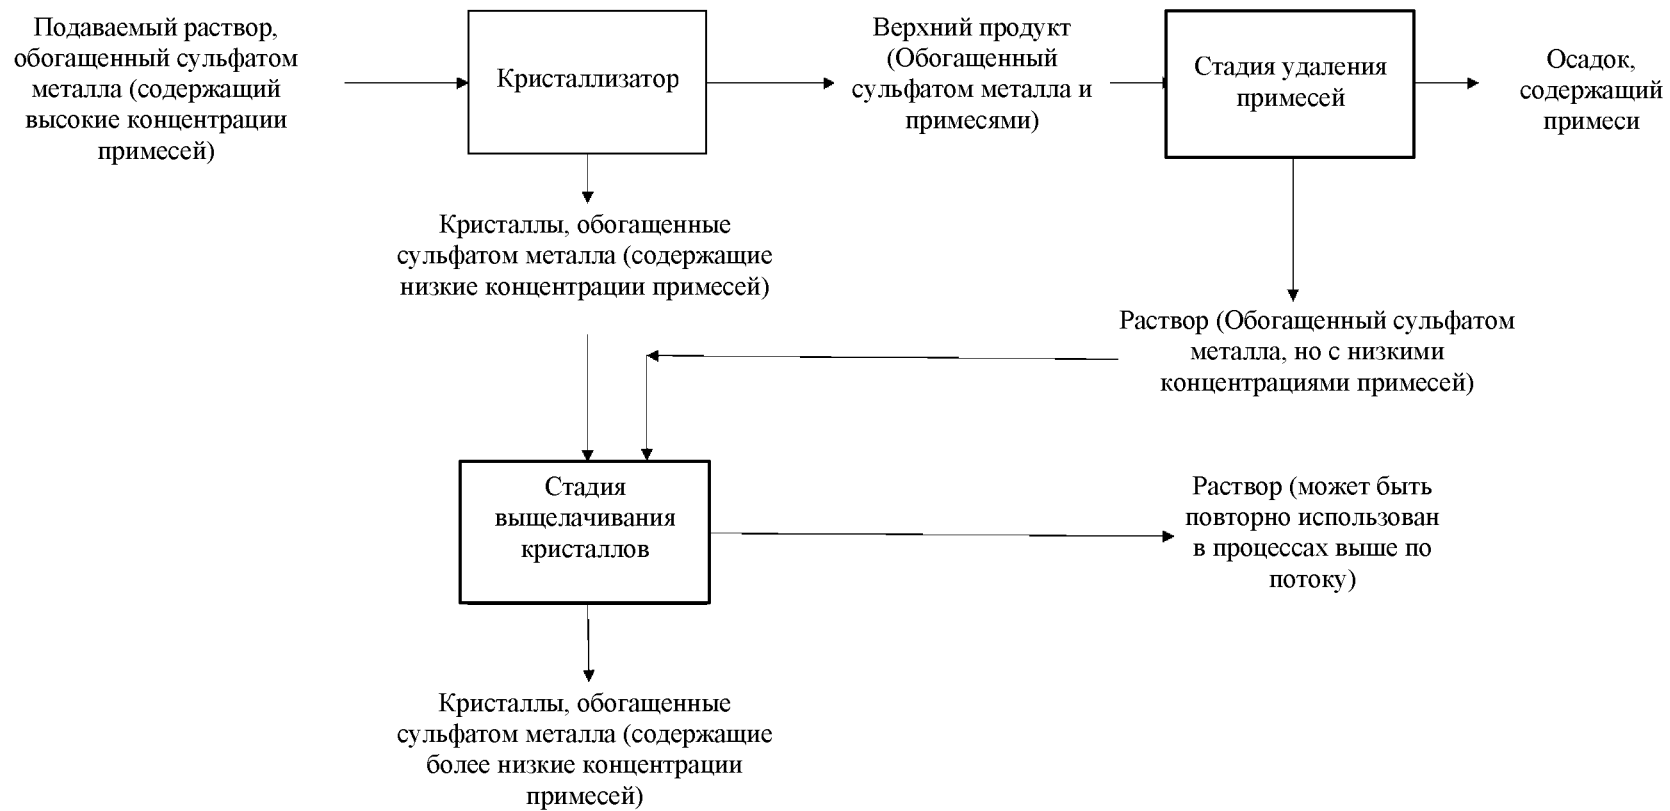 Подаваемый раствор,
обогащенный сульфатом
металла (содержащий
высокие концентрации
примесей)
Кристаллизатор
Верхний продукт
(Обогащенный
сульфатом металла и
примесями)
Стадия удаления
примесей
Осадок,
содержащий
примеси
Кристаллы, обогащенные
сульфатом металла (содержащие
низкие концентрации примесей)
Раствор (Обогащенный сульфатом
металла, но с низкими
концентрациями примесей)
Стадия
выщелачивания
кристаллов
Раствор (может быть
повторно использован
в процессах выше по
потоку)
Кристаллы, обогащенные
сульфатом металла (содержащие
более низкие концентрации
примесей)